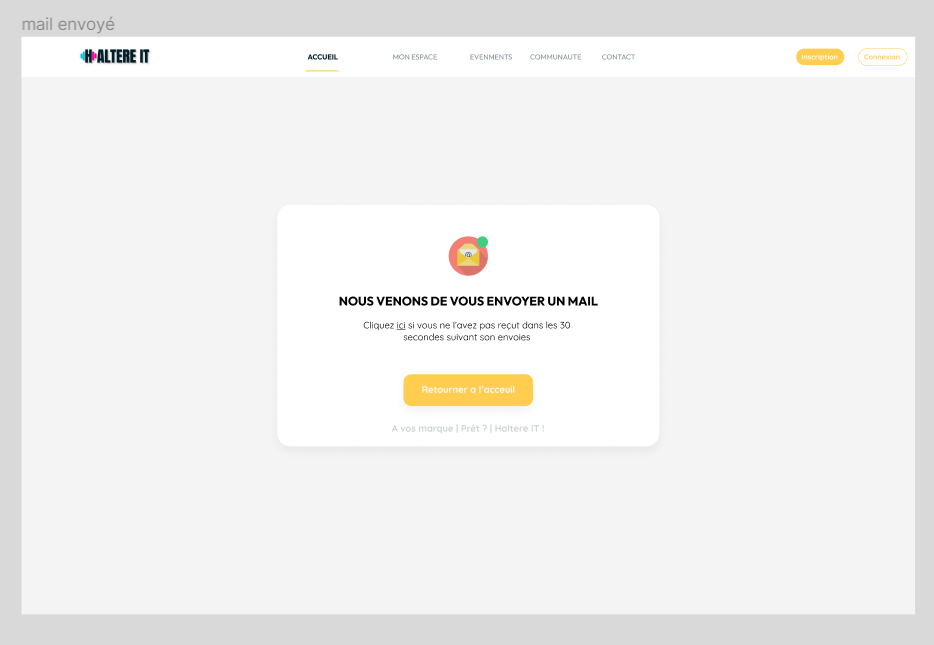 mail envoyé
H ALTERE IT
ACCUEIL
MON ESPACE
EVENMENTS
COMMUNAUTE
CONTACT
Inscription
Connexion
@
NOUS VENONS DE VOUS ENVOYER UN MAIL
Cliquez ici si vous ne l'avez pas reçut dans les 30
secondes suivant son envoies
Retourner a l'acceuil
A vos marque | Prêt ? | Haltere IT !